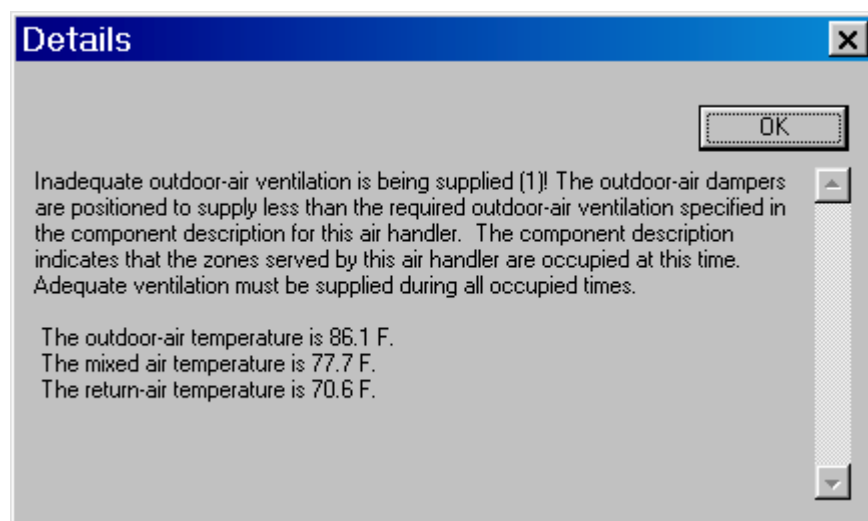 Details
OK
Inadequate outdoor-air ventilation is being supplied (1)! The outdoor-air dampers
are positioned to supply less than the required outdoor-air ventilation specified in
the component description for this air handler.  The component description
indicates that the zones served by this air handler are occupied at this time.
Adequate ventilation must be supplied during all occupied times.
The outdoor-air temperature is 86.1 F.
The mixed air temperature is 77.7 F.
The return-air temperature is 70.6 F.